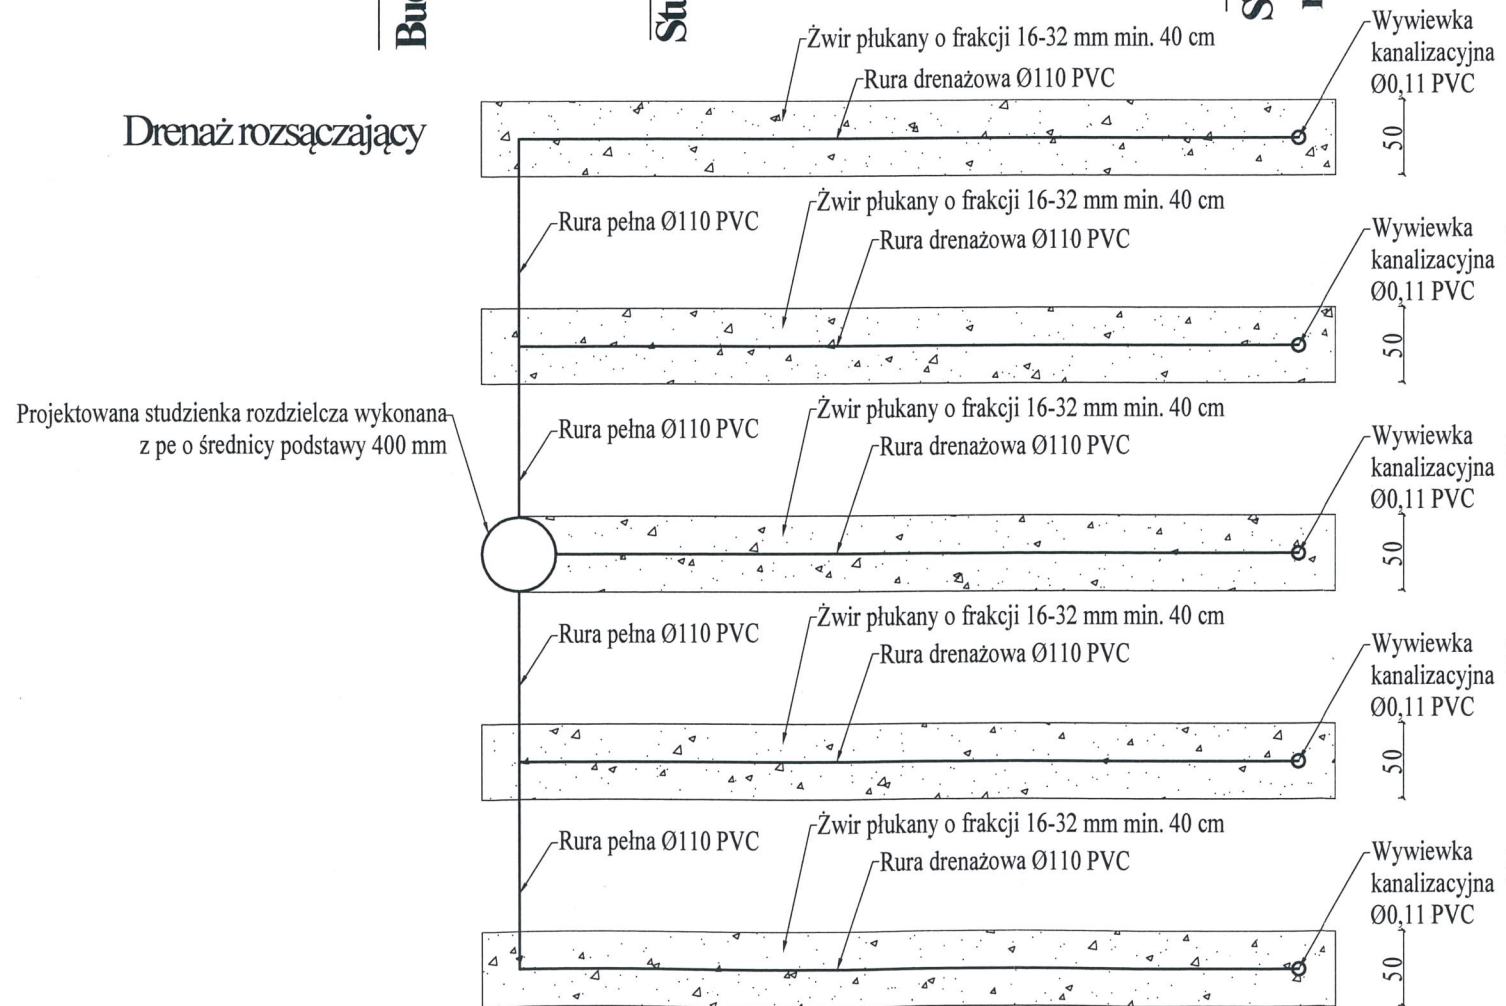 Żwir płukany o frakcji 16-32 mm min. 40 cm
Rura drenażowa Ø110 PVC
Wywiewka
kanalizacyjna
Ø0,11 PVC
50
Drenaż rozsączający
Rura pełna Ø110 PVC
Żwir płukany o frakcji 16-32 mm min. 40 cm
Rura drenażowa Ø110 PVC
Wywiewka
kanalizacyjna
Ø0,11 PVC
50
Projektowana studzienka rozdzielcza wykonana
z pe o średnicy podstawy 400 mm
Rura pełna Ø110 PVC
Żwir płukany o frakcji 16-32 mm min. 40 cm
Rura drenażowa Ø110 PVC
Wywiewka
kanalizacyjna
Ø0,11 PVC
50
Rura pełna Ø110 PVC
Żwir płukany o frakcji 16-32 mm min. 40 cm
Rura drenażowa Ø110 PVC
Wywiewka
kanalizacyjna
Ø0,11 PVC
50
Rura pełna Ø110 PVC
Żwir płukany o frakcji 16-32 mm min. 40 cm
Rura drenażowa Ø110 PVC
Wywiewka
kanalizacyjna
Ø0,11 PVC
50